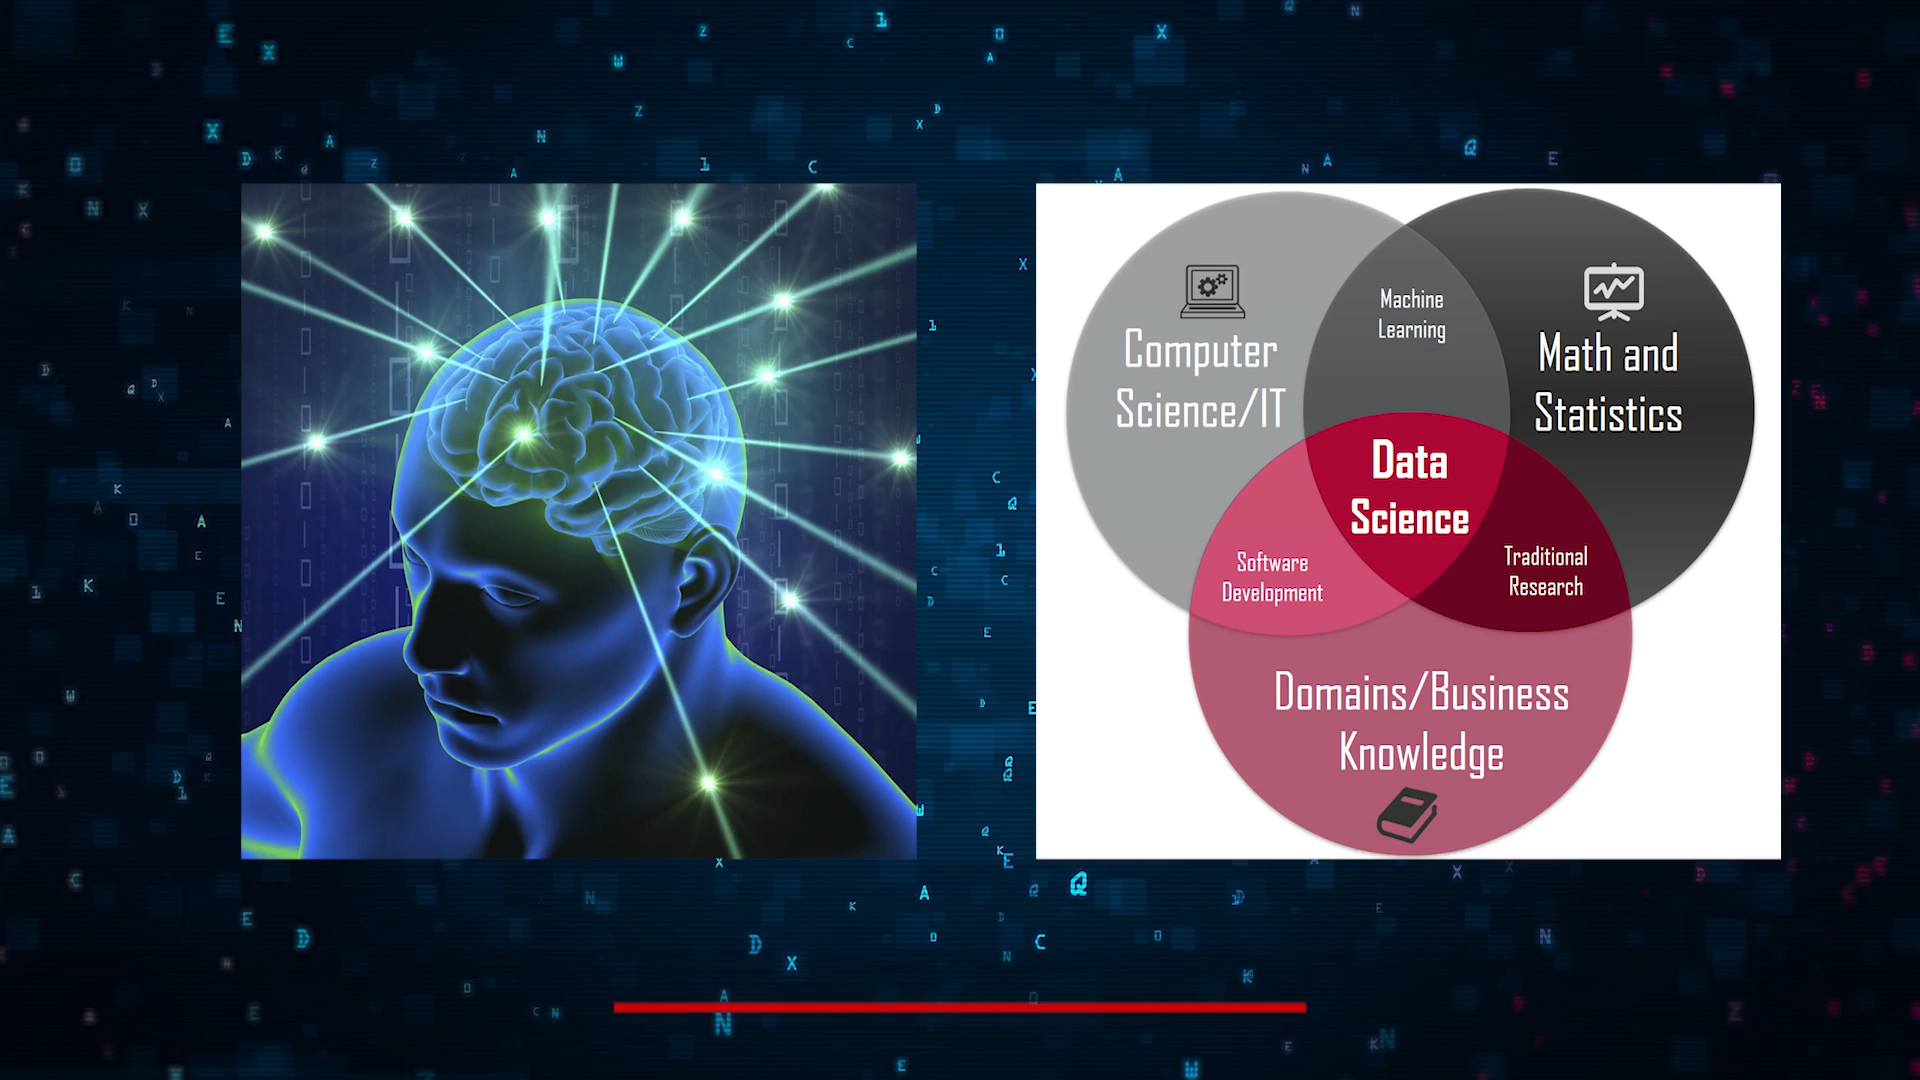 Machine
Learning
Computer
Science/IT
Math and
Statistics
Data
Science
Software
Development
Traditional
Research
Domains/Business
Knowledge